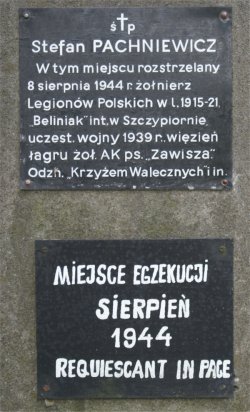 ś † p
Stefan PACHNIEWICZ
W tym miejscu rozstrzelany
8 sierpnia 1944 r. żołnierz
Legionów Polskich w l. 1915-21,
„Beliniak" int. w Szczypiornie,
uczest. wojny 1939 r., więzień
łagru żoł. AK ps. „Zawisza".
Odzn. „Krzyżem Walecznych" i in.
MIEJSCE EGZEKUCJI
SIERPIEŃ
1944
REQUIESCANT IN PACE